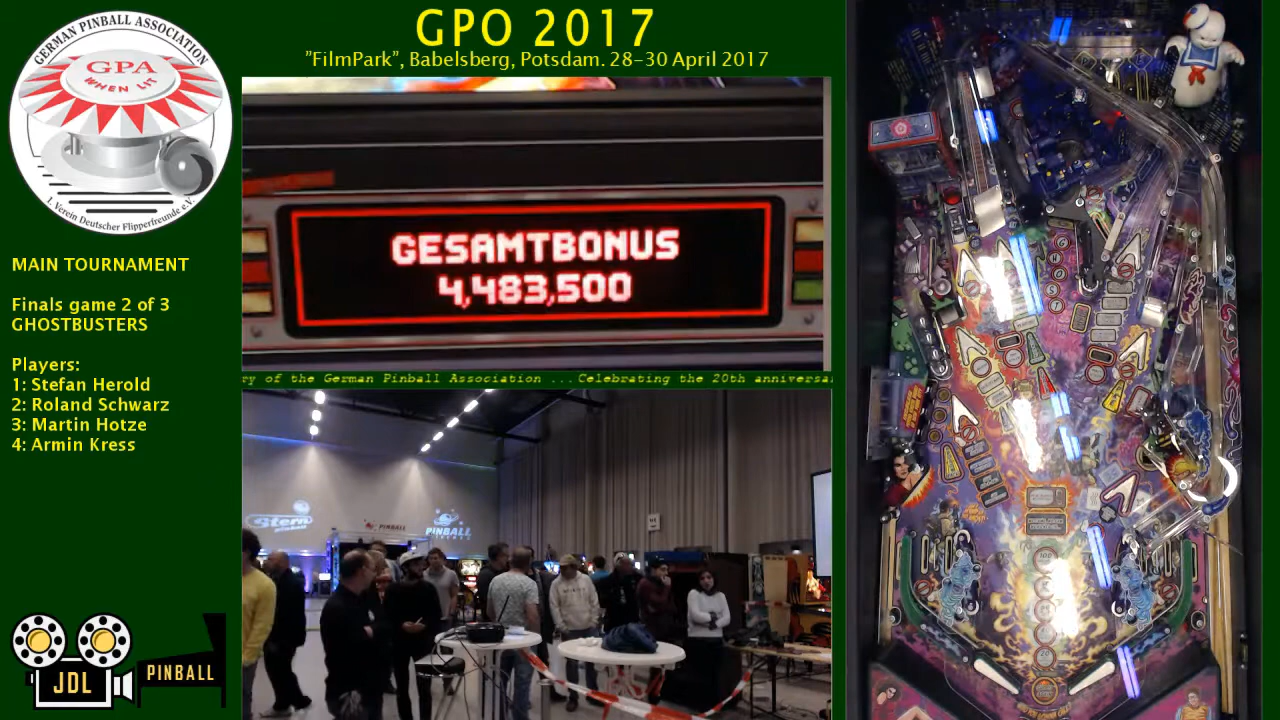 GERMAN PINBALL ASSOCIATION
GPA
WHEN LIT
1. Verein Deutscher Flipperfreunde e.V.
MAIN TOURNAMENT
Finals game 2 of 3
GHOSTBUSTERS
Players:
1: Stefan Herold
2: Roland Schwarz
3: Martin Hotze
4: Armin Kress
JDL PINBALL
GPO 2017
"FilmPark", Babelsberg, Potsdam. 28-30 April 2017
GESAMTBONUS
4,483,500
ry of the German Pinball Association ...Celebrating the 20th anniversa
Stern
PINBALL
PINBALL